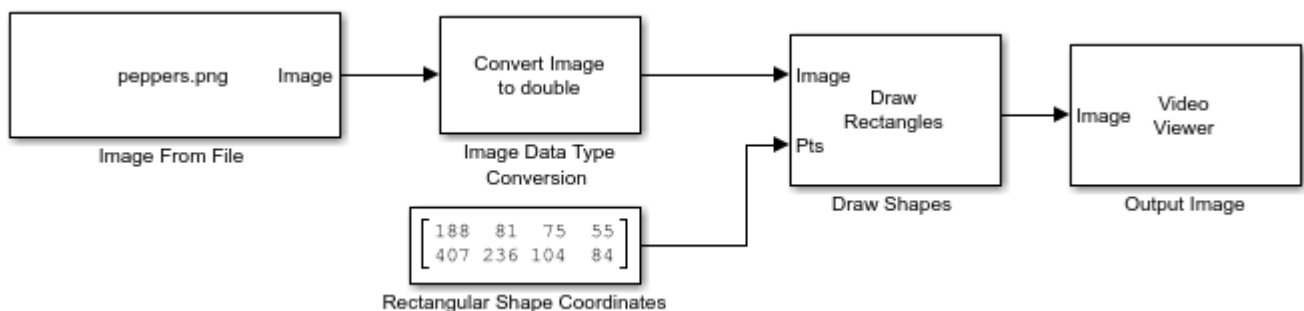 peppers.png
Image
Image From File
Convert Image
to double
Image Data Type
Conversion
188 81 75 55
407 236 104 84
Rectangular Shape Coordinates
Image
Pts
Draw
Rectangles
Draw Shapes
Image
Video
Viewer
Output Image